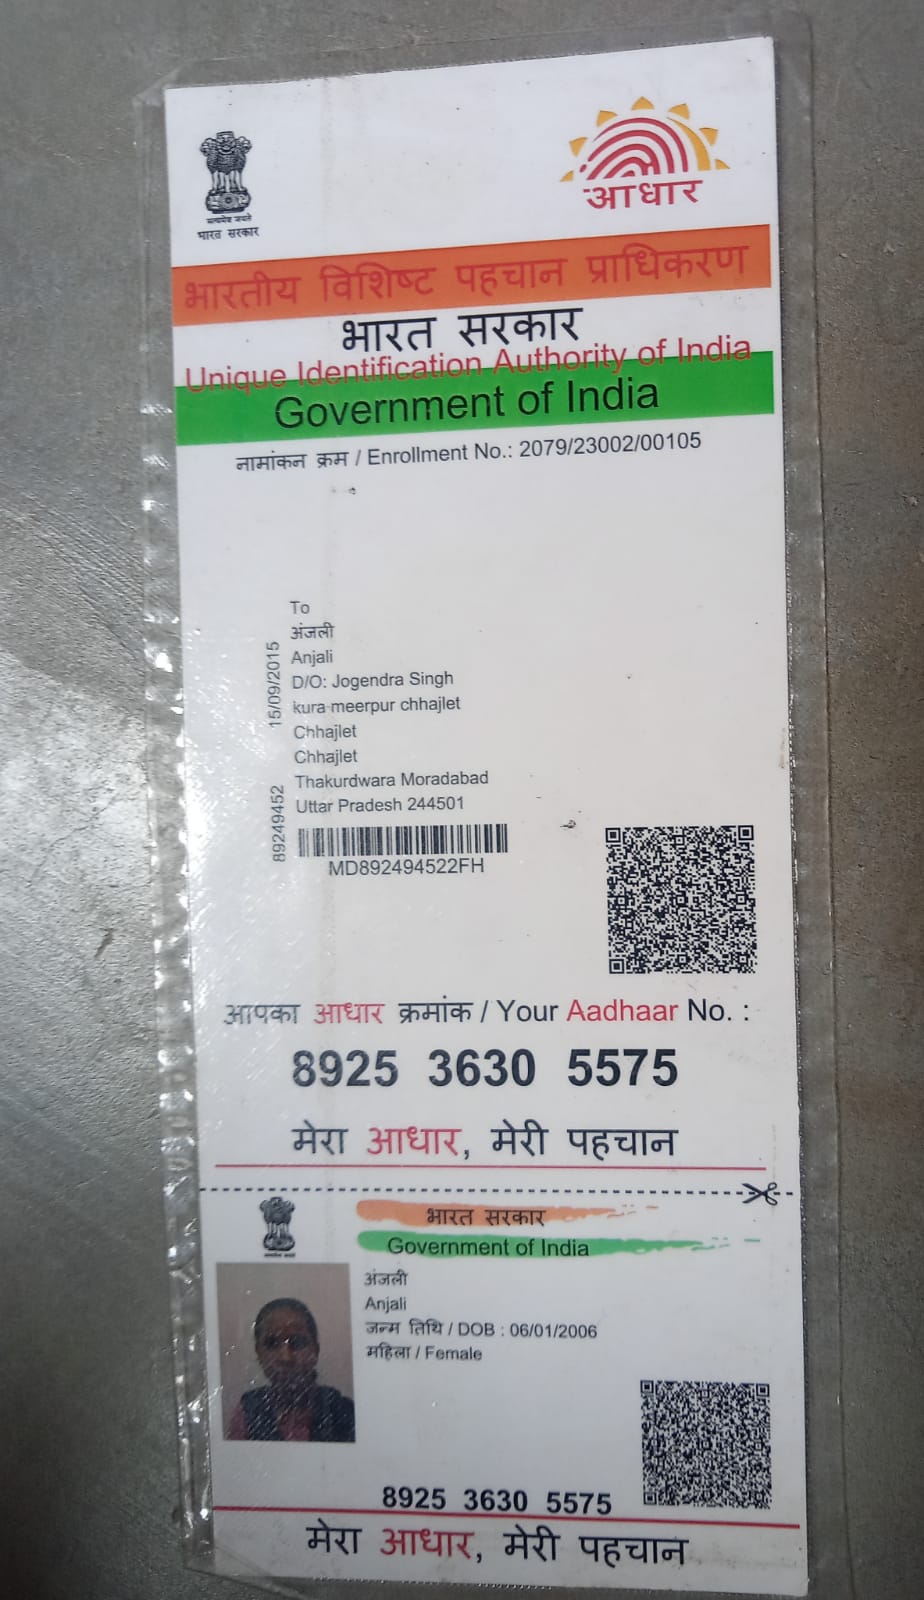 सत्यमेव जयते
भारत सरकार
आधार
भारतीय विशिष्ट पहचान प्राधिकरण
भारत सरकार
Unique Identification Authority of India
Government of India
नामांकन क्रम / Enrollment No.: 2079/23002/00105
To
अंजली
Anjali
D/O: Jogendra Singh
kura meerpur chhajlet
Chhajlet
Chhajlet
Thakurdwara Moradabad
Uttar Pradesh 244501
15/09/2015
89249452
MD892494522FH
आपका आधार क्रमांक / Your Aadhaar No. :
8925 3630 5575
मेरा आधार, मेरी पहचान
भारत सरकार
Government of India
अंजली
Anjali
जन्म तिथि / DOB : 06/01/2006
महिला / Female
8925 3630 5575
मेरा आधार, मेरी पहचान